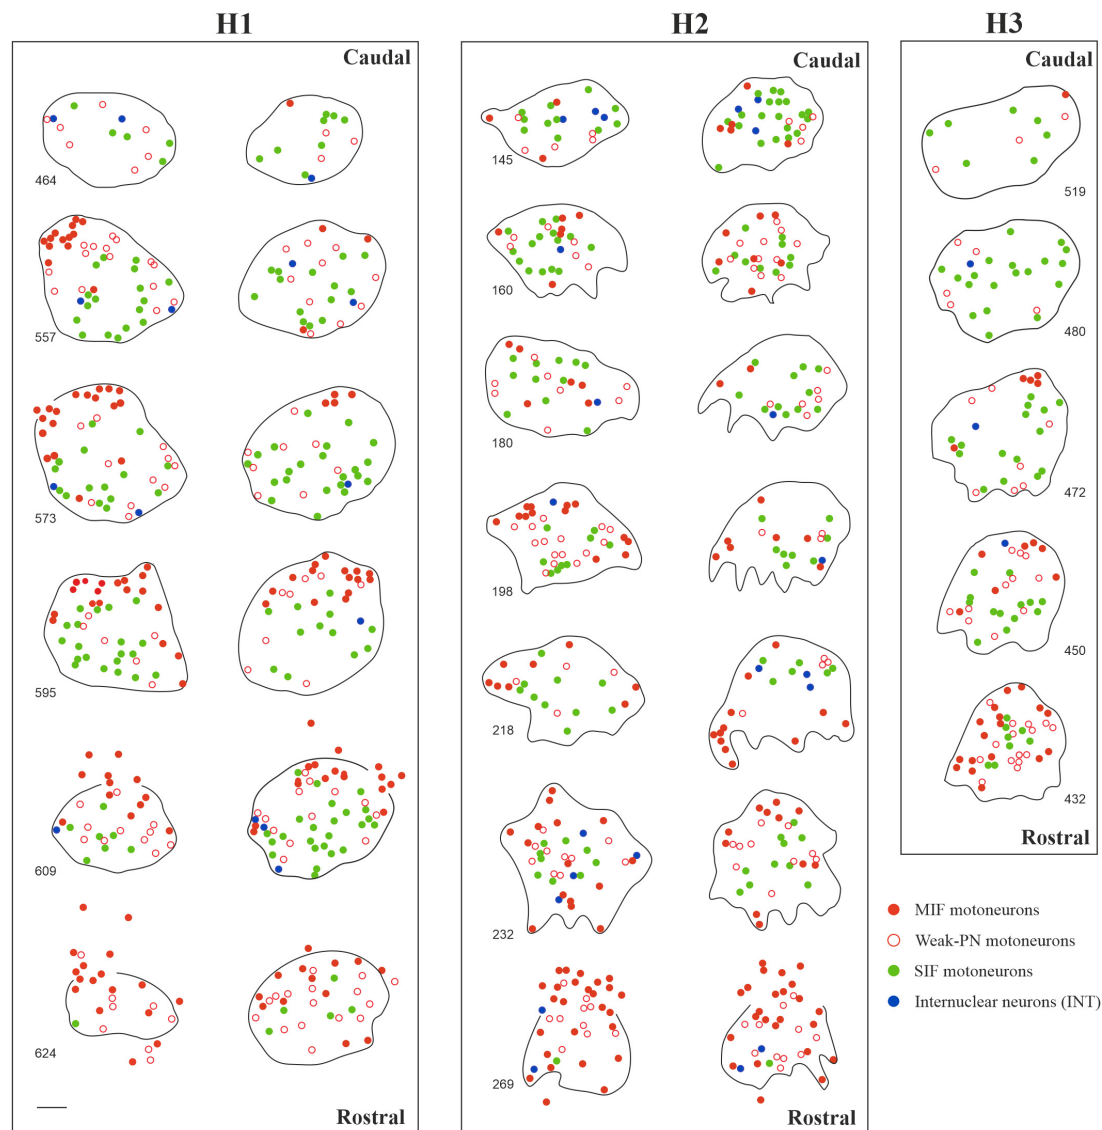 H1
Caudal
464
557
573
595
609
624
Rostral
H2
Caudal
145
160
180
198
218
232
269
Rostral
H3
Caudal
519
480
472
450
432
Rostral
MIF motoneurons
Weak-PN motoneurons
SIF motoneurons
Internuclear neurons (INT)